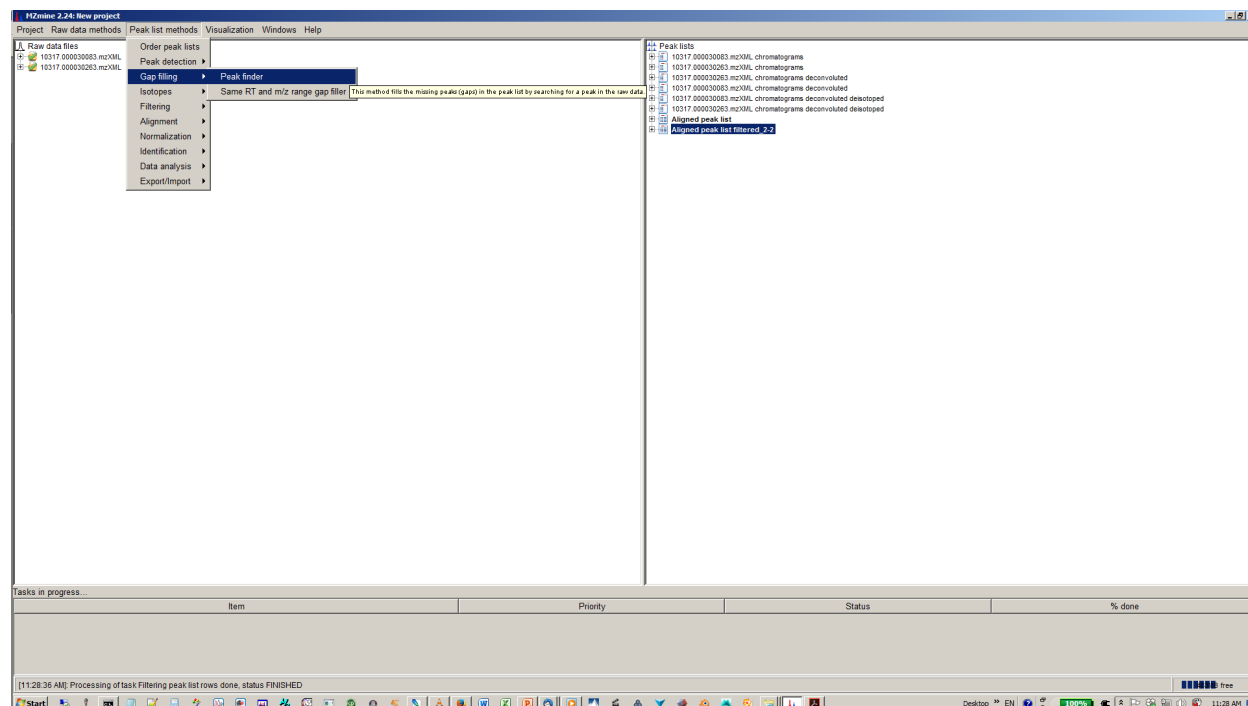 MZmine 2.24: New project
Project Raw data methods Peak list methods Visualization Windows Help
Raw data files
10317.000030083.mzXML
10317.000030263.mzXML
Order peak lists
Peak detection
Gap filling
Isotopes
Filtering
Alignment
Normalization
Identification
Data analysis
Export/Import
Peak finder
Same RT and m/z range gap filler
This method fills the missing peaks (gaps) in the peak list by searching for a peak in the raw data.
Peak lists
10317.000030083.mzXML chromatograms
10317.000030263.mzXML chromatograms
10317.000030263.mzXML chromatograms deconvoluted
10317.000030083.mzXML chromatograms deconvoluted
10317.000030083.mzXML chromatograms deconvoluted deisotoped
10317.000030263.mzXML chromatograms deconvoluted deisotoped
Aligned peak list
Aligned peak list filtered_2-2
Tasks in progress...
Item Priority Status % done
[11:28:36 AM]: Processing of task Filtering peak list rows done, status FINISHED
free
Start Desktop » EN 100% 11:28 AM